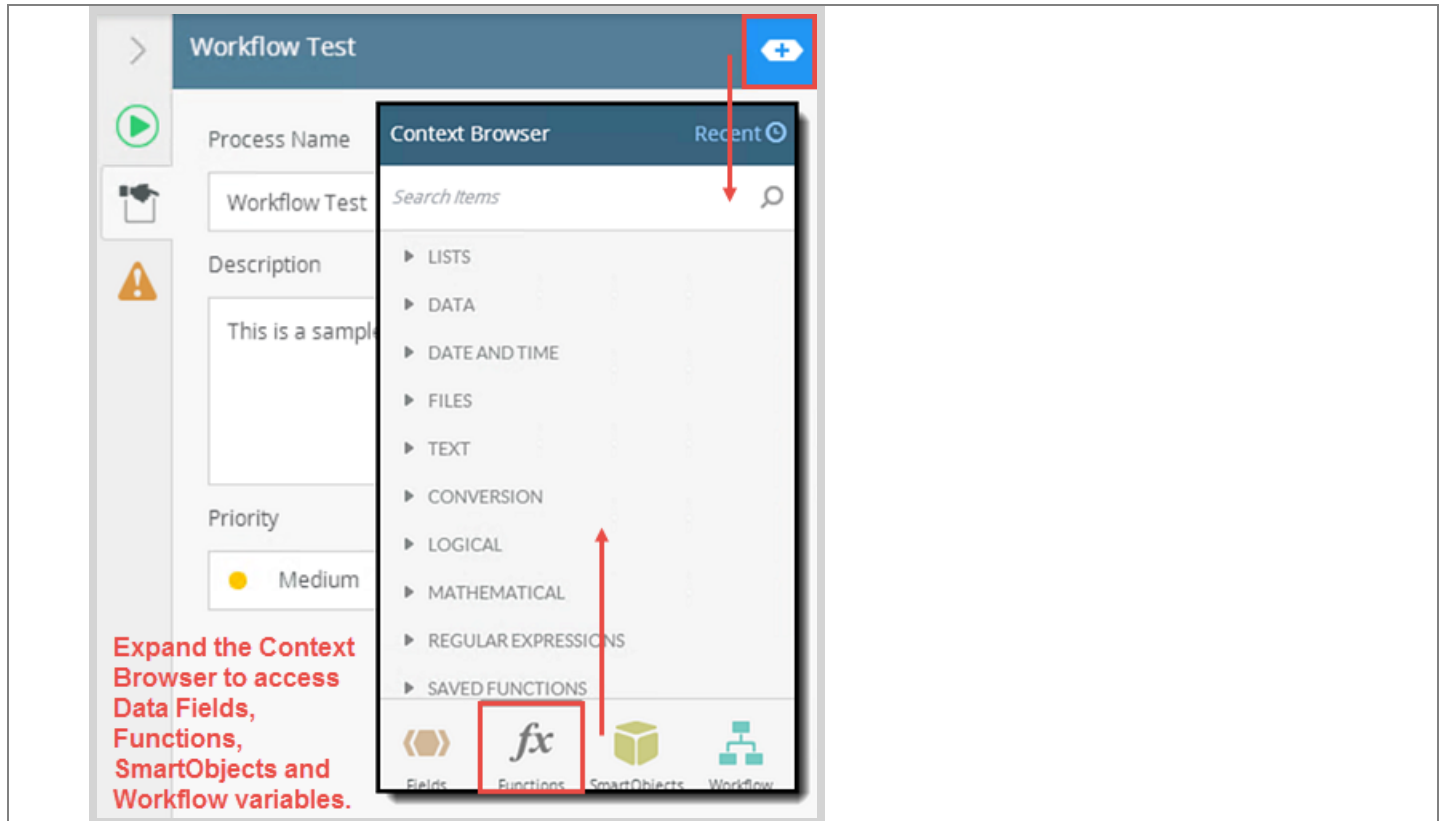 Workflow Test
Context Browser
Recent
Process Name
Search Items
Workflow Test
Description
LISTS
DATA
This is a sample
DATE AND TIME
FILES
TEXT
CONVERSION
Priority
LOGICAL
Medium
MATHEMATICAL
REGULAR EXPRESSIONS
SAVED FUNCTIONS
Expand the Context
Browser to access
Data Fields,
Functions,
SmartObjects and
Workflow variables.
fx
Fields Functions SmartObjects Workflow